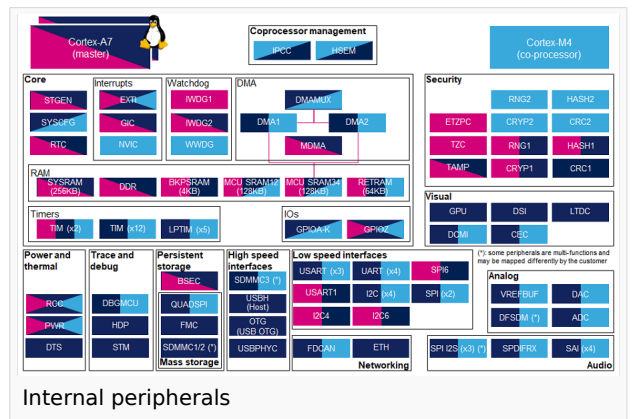 Cortex-A7
(master)
Coprocessor management
IPCC HSEM
Cortex-M4
(co-processor)
Core
STGEN
SYSCFG
RTC
Interrupts
EXTI
GIC
NVIC
Watchdog
IWDG1
IWDG2
WWDG
DMA
DMAMUX
DMA1 DMA2
MDMA
Security
RNG2 HASH2
ETZPC CRYP2 CRC2
TZC RNG1 HASH1
TAMP CRYP1 CRC1
RAM
SYSRAM
(256KB)
DDR
BKPSRAM
(4KB)
MCU SRAM12
(128KB)
MCU SRAM34
(128KB)
RETRAM
(64KB)
Timers
TIM (x2) TIM (x12) LPTIM (x5)
IOs
GPIOA-K GPIOZ
Visual
GPU DSI LTDC
DCMI CEC
(*): some peripherals are multi-functions and
may be mapped differently by the customer
Power and
thermal
RCC
PWR
DTS
Trace and
debug
DBGMCU
HDP
STM
Persistent
storage
BSEC
QUADSPI
FMC
SDMMC1/2 (*)
Mass storage
High speed
interfaces
SDMMC3 (*)
USBH
(Host)
OTG
(USB OTG)
USBPHYC
Low speed interfaces
USART (x3) UART (x4) SPI6
USART1 I2C (x4) SPI (x2)
I2C4 I2C6
FDCAN ETH
Networking
Analog
VREFBUF DAC
DFSDM (*) ADC
SPI I2S (x3) (*) SPDIFRX SAI (x4)
Audio
Internal peripherals